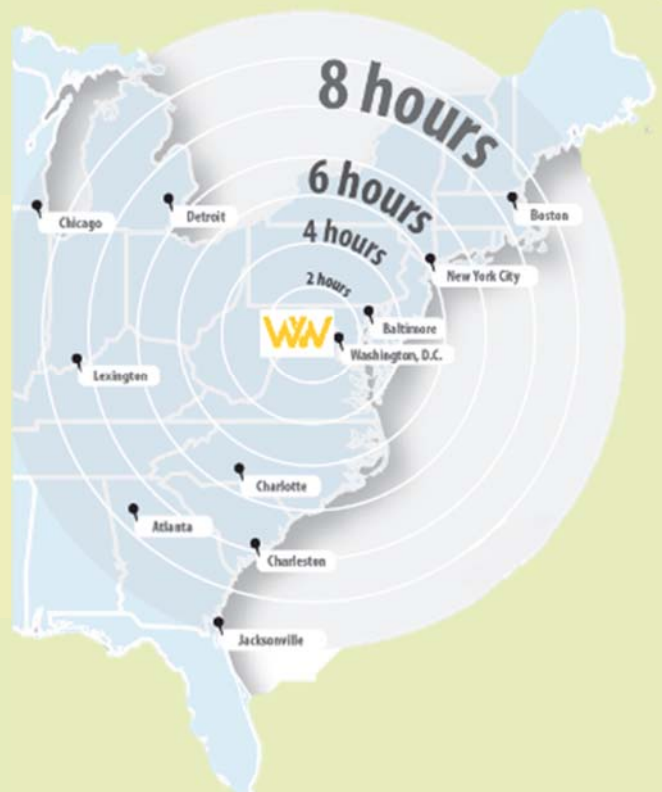 8 hours
6 hours
4 hours
2 hours
Chicago
Detroit
Boston
New York City
Baltimore
Washington, D.C.
Lexington
Charlotte
Atlanta
Charleston
Jacksonville